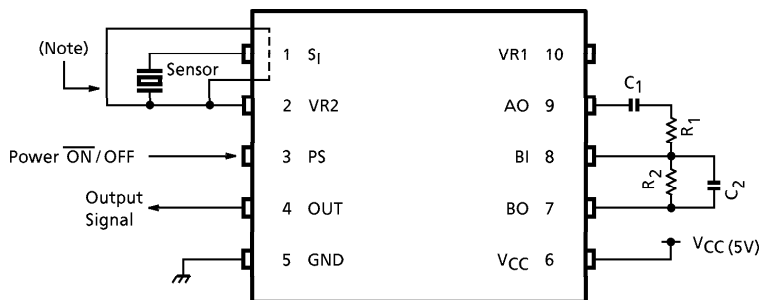 (Note)
Sensor
1 SI
VR1 10
2 VR2
AO 9
C1
R1
Power ON/OFF
3 PS
BI 8
R2
C2
Output
Signal
4 OUT
BO 7
5 GND
VCC 6
VCC (5V)